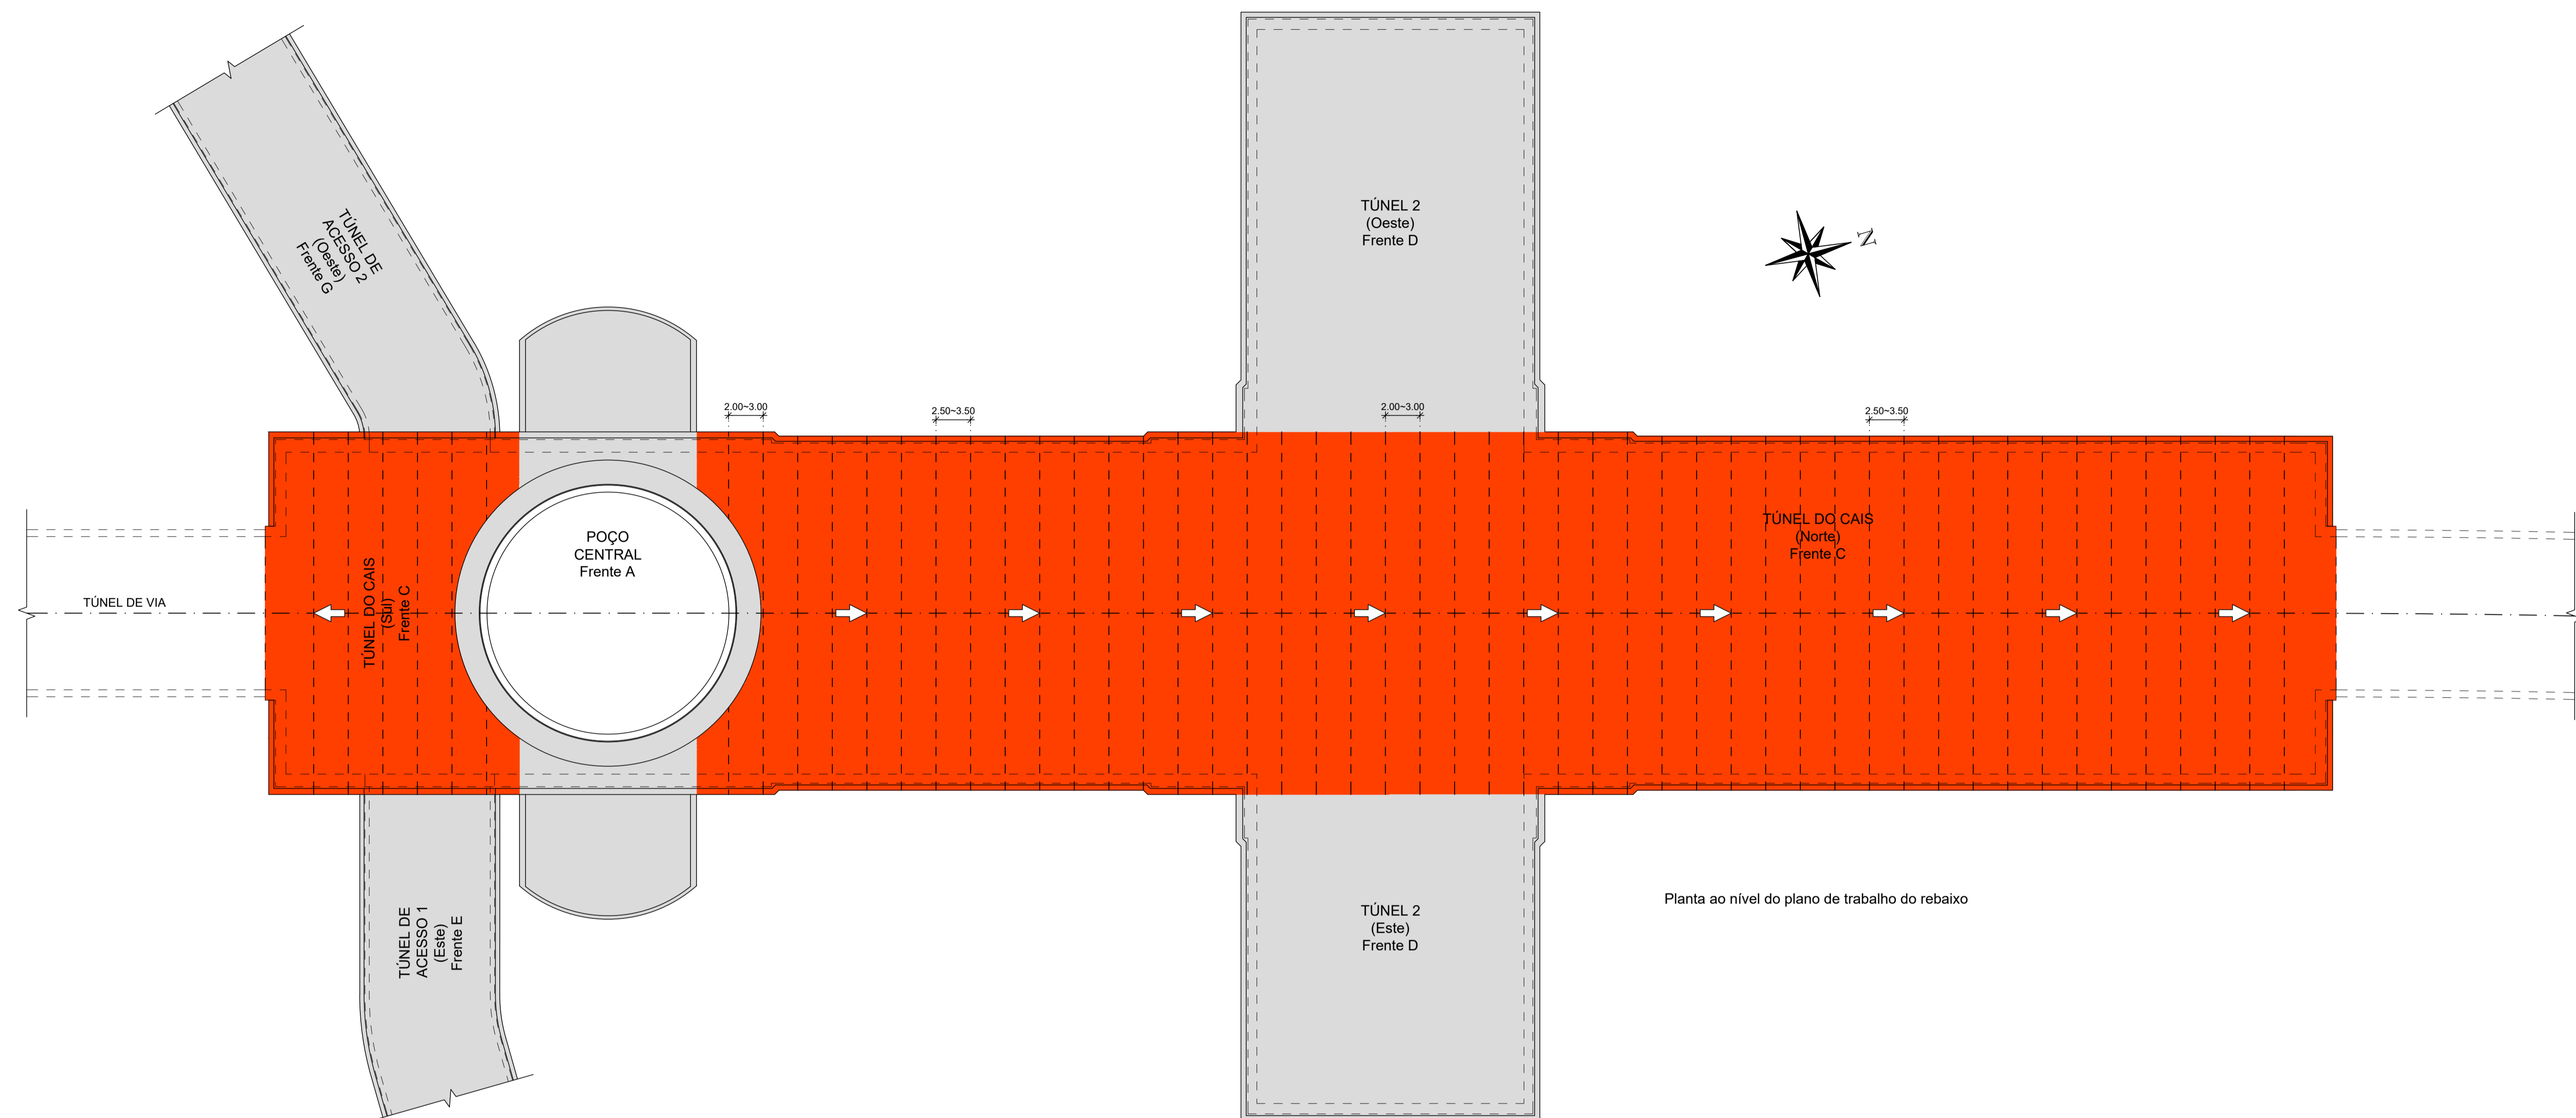 TÚNEL DE
ACESSO 2
(Oeste)
Frente G
TÚNEL 2
(Oeste)
Frente D
N
2.00~3.00
2.50~3.50
2.00~3.00
2.50~3.50
POÇO
CENTRAL
Frente A
TÚNEL DO CAIS
(Norte)
Frente C
TÚNEL DE VIA
TÚNEL DO CAIS
(Sul)
Frente C
TÚNEL DE
ACESSO 1
(Este)
Frente E
TÚNEL 2
(Este)
Frente D
Planta ao nível do plano de trabalho do rebaixo